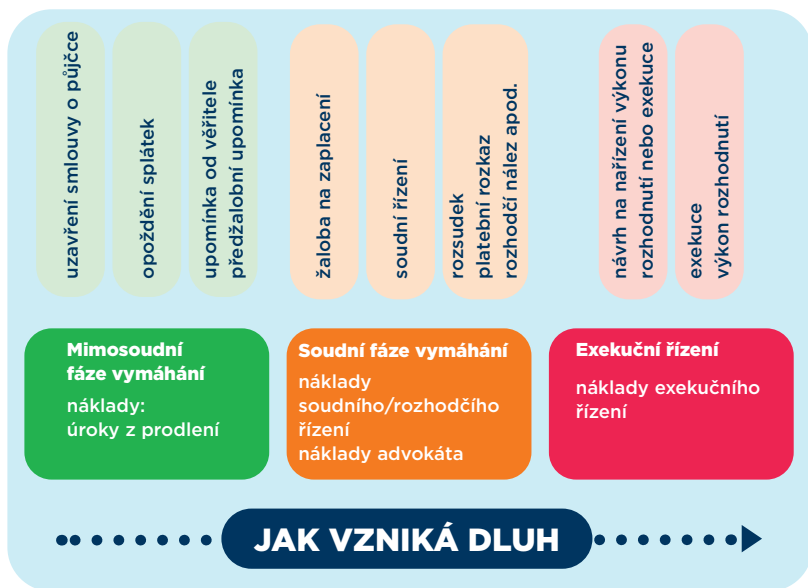 uzavření smlouvy o půjčce
opoždění splátek
upomínka od věřitele
předžalobní upomínka
žaloba na zaplacení
soudní řízení
rozsudek
platební rozkaz
rozhodčí nález apod.
návrh na nařízení výkonu
rozhodnutí nebo exekuce
exekuce
výkon rozhodnutí
Mimosoudní
fáze vymáhání
náklady:
úroky z prodlení
Soudní fáze vymáhání
náklady
soudního/rozhodčího
řízení
náklady advokáta
Exekuční řízení
náklady exekučního
řízení
JAK VZNIKÁ DLUH